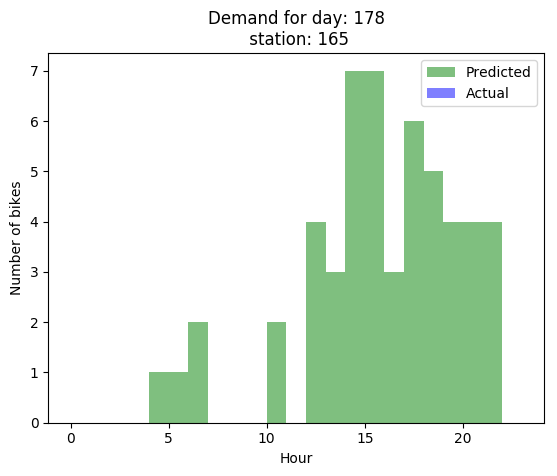 Demand for day: 178
station: 165
Predicted
Actual
7
6
5
4
3
2
1
0
Number of bikes
0
5
10
15
20
Hour